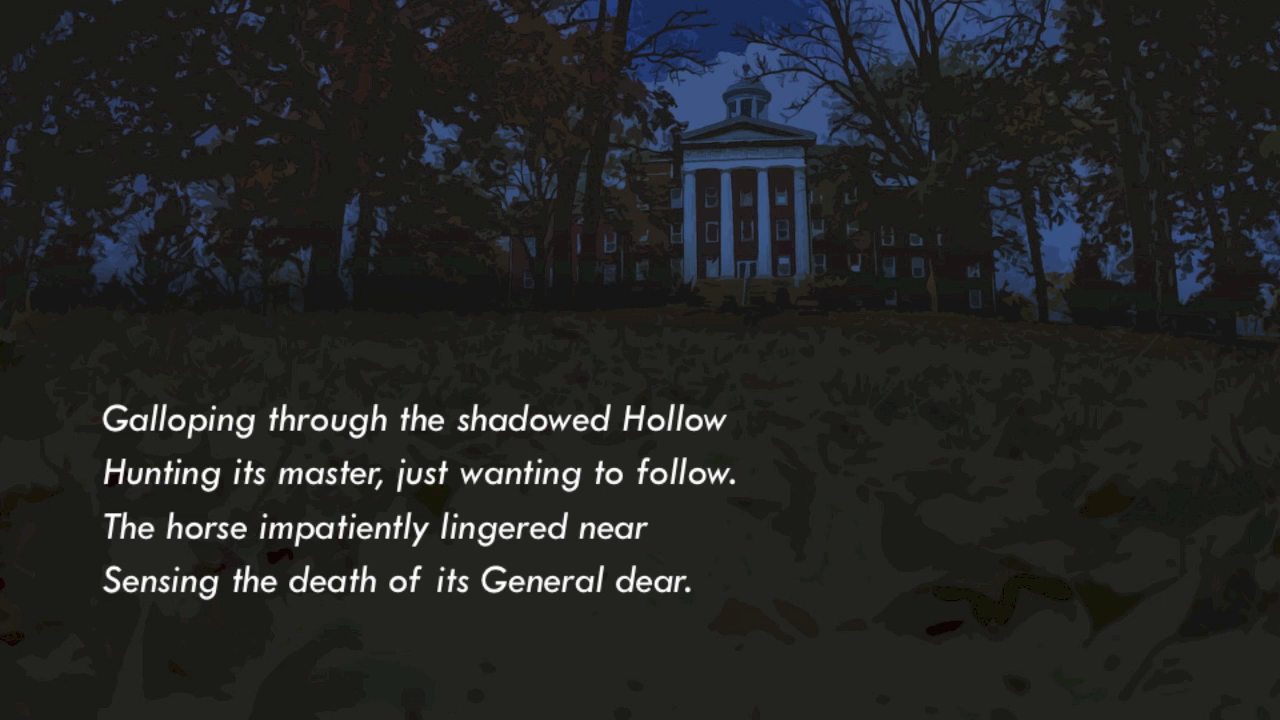 Galloping through the shadowed Hollow
Hunting its master, just wanting to follow.
The horse impatiently lingered near
Sensing the death of its General dear.